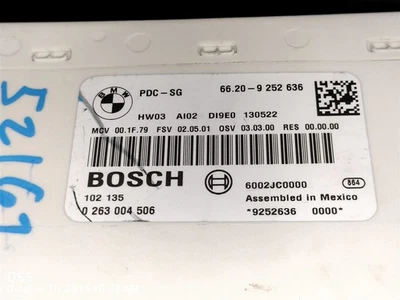 BMW
PDC-SG 66.20-9 252 636
HW03 AI02 DI9E0 130522
MCV 00.1F.79 FSV 02.05.01 OSV 03.03.00 RES 00.00.00
BOSCH
6002JC0000 864
102 135 Assembled in Mexico
0 263 004 506 *9252636 0000*
52169